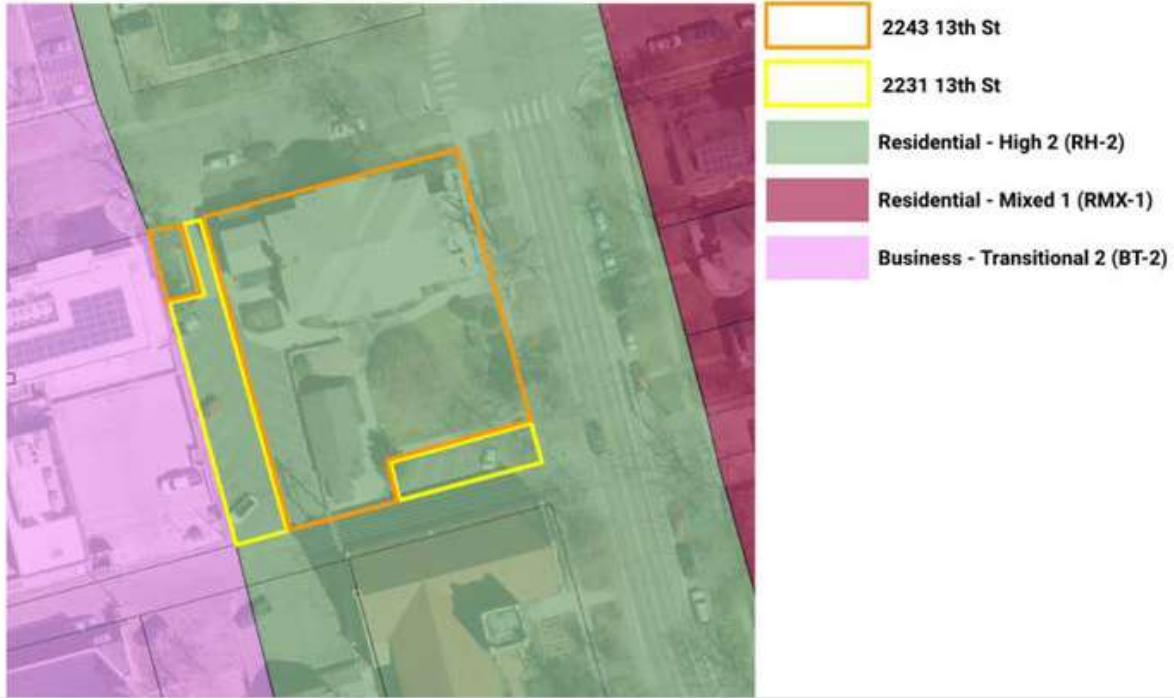 2243 13th St
2231 13th St
Residential - High 2 (RH-2)
Residential - Mixed 1 (RMX-1)
Business - Transitional 2 (BT-2)